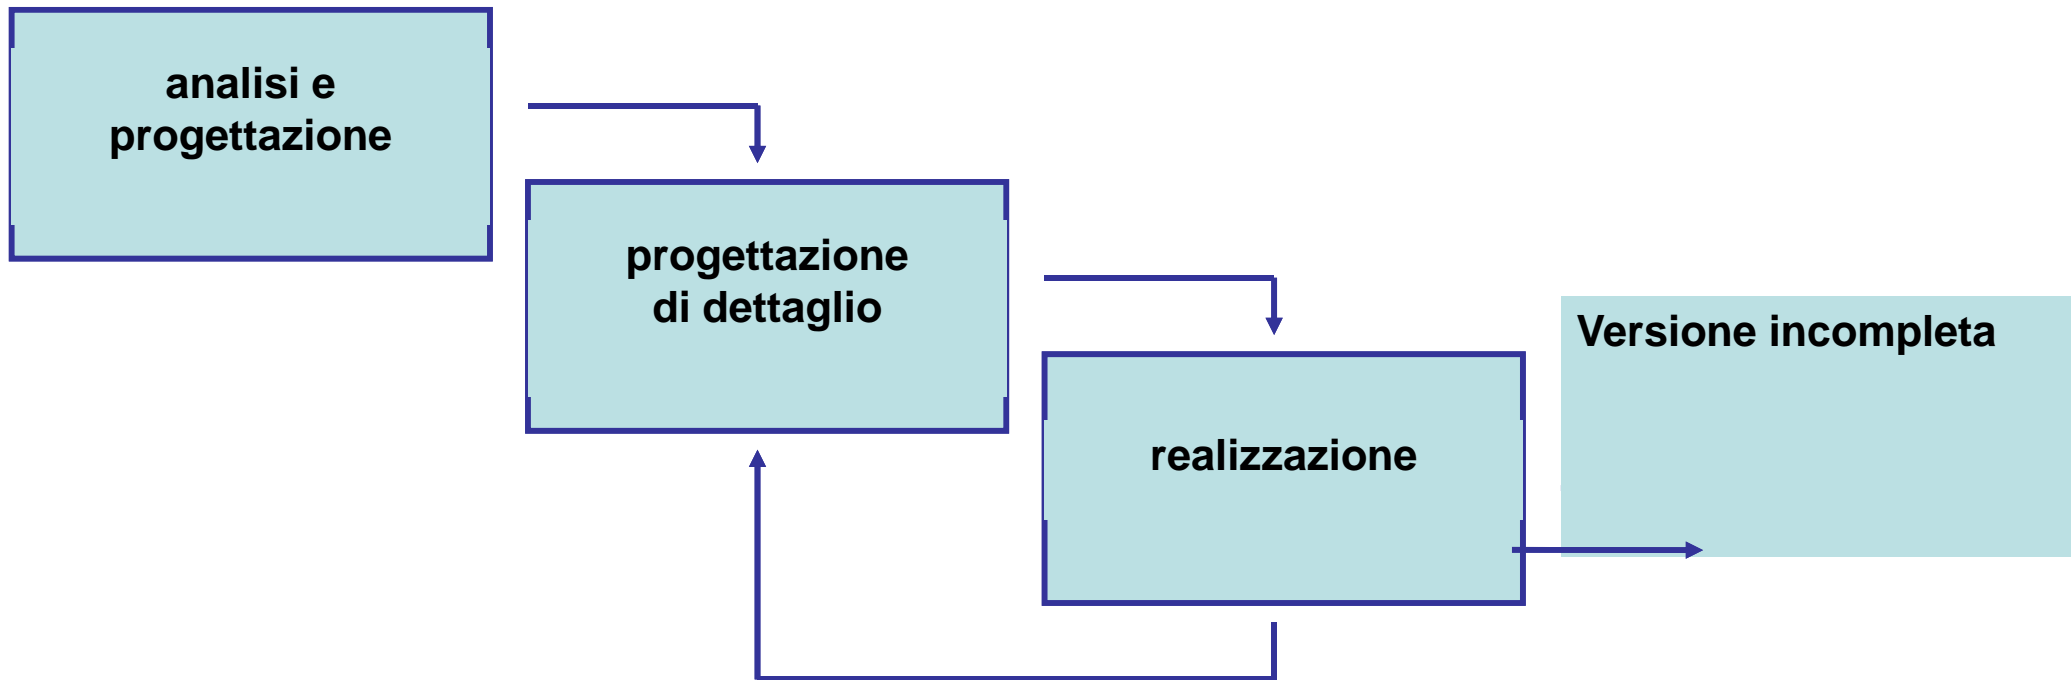 analisi e
progettazione
progettazione
di dettaglio
Versione incompleta
realizzazione